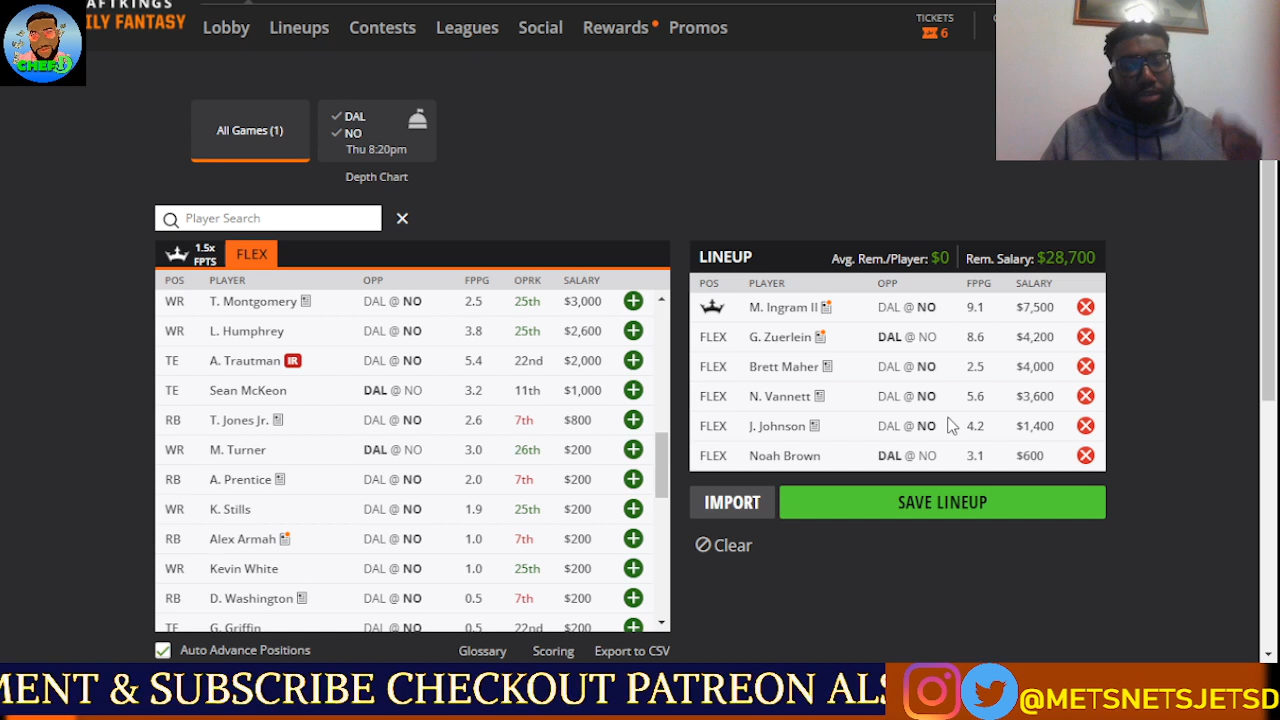 AFTKINGS
ILY FANTASY
Lobby Leagues Contests Lineups Social Rewards Promos
TICKETS
6
CHEF
All Games (1)
DAL
NO
Thu 8:20pm
Depth Chart
Player Search
1.5x
FPTS
FLEX
POS PLAYER OPP FPPG OPRK SALARY
WR T. Montgomery DAL @ NO 2.5 25th $3,000
WR L. Humphrey DAL @ NO 3.8 25th $2,600
TE A. Trautman IR DAL @ NO 5.4 22nd $2,000
TE Sean McKeon DAL @ NO 3.2 11th $1,000
RB T. Jones Jr. DAL @ NO 2.6 7th $800
WR M. Turner DAL @ NO 3.0 26th $200
RB A. Prentice DAL @ NO 2.0 7th $200
WR K. Stills DAL @ NO 1.9 25th $200
RB Alex Armah DAL @ NO 1.0 7th $200
WR Kevin White DAL @ NO 1.0 25th $200
RB D. Washington DAL @ NO 0.5 7th $200
TE G. Griffin DAL @ NO 0.5 22nd $200
Auto Advance Positions
Glossary Scoring Export to CSV
LINEUP Avg. Rem./Player: $0 Rem. Salary: $28,700
POS PLAYER OPP FPPG SALARY
M. Ingram II DAL @ NO 9.1 $7,500
FLEX G. Zuerlein DAL @ NO 8.6 $4,200
FLEX Brett Maher DAL @ NO 2.5 $4,000
FLEX N. Vannett DAL @ NO 5.6 $3,600
FLEX J. Johnson DAL @ NO 4.2 $1,400
FLEX Noah Brown DAL @ NO 3.1 $600
IMPORT SAVE LINEUP
Clear
MENT & SUBSCRIBE CHECKOUT PATREON ALS
@METSNETSJETSD